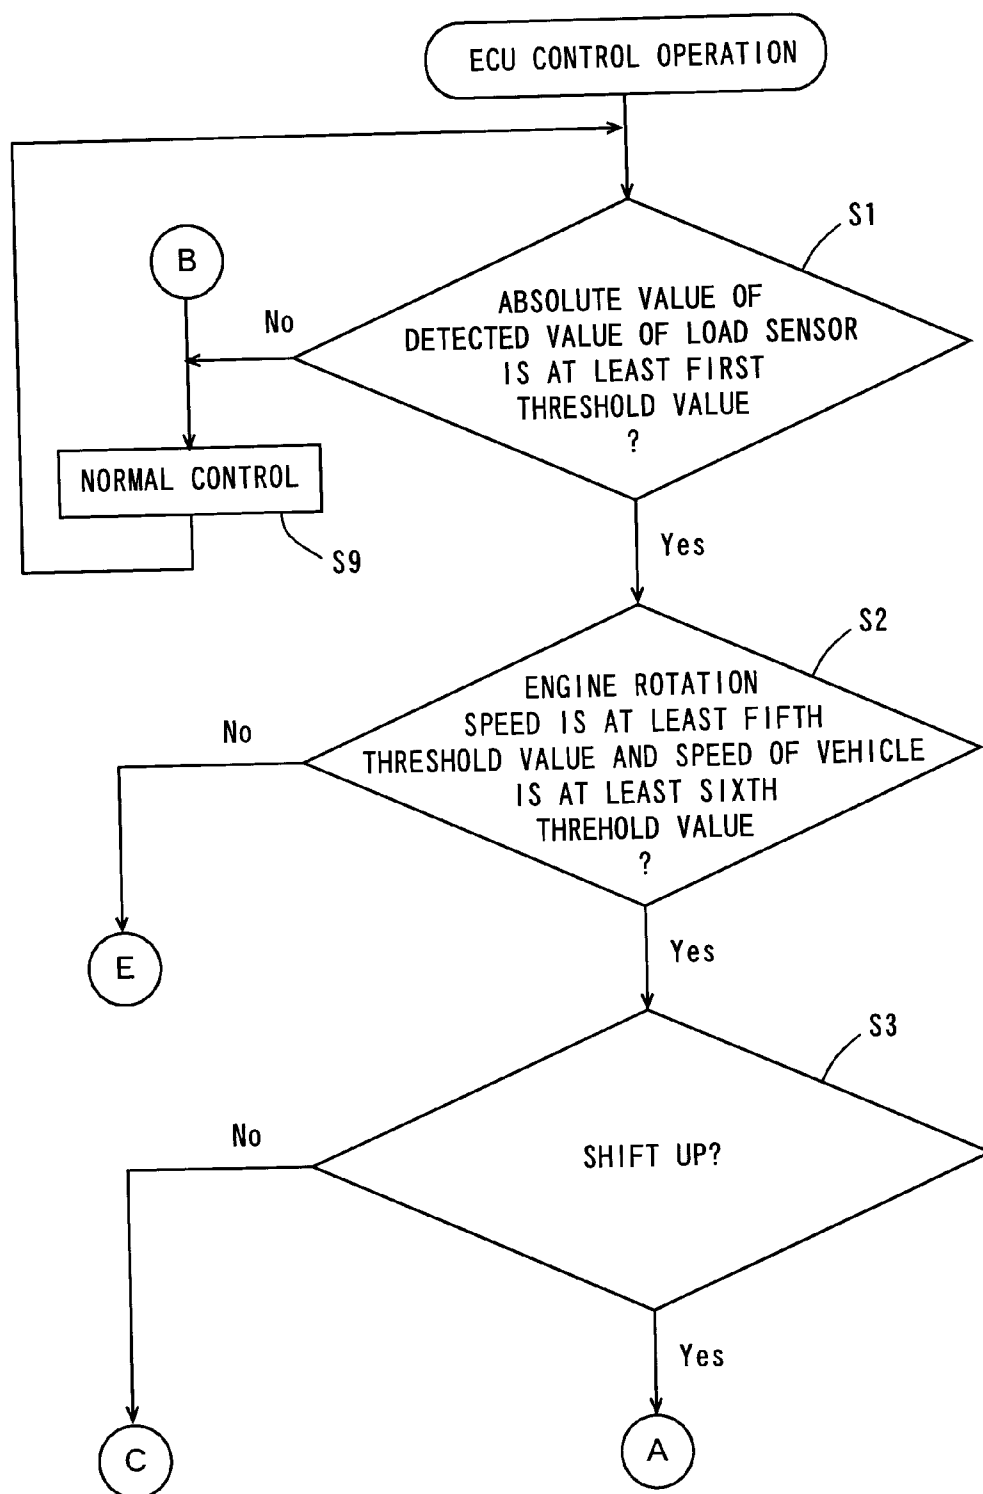 ECU CONTROL OPERATION
S1
B
No
ABSOLUTE VALUE OF
DETECTED VALUE OF LOAD SENSOR
IS AT LEAST FIRST
THRESHOLD VALUE
?
NORMAL CONTROL
S9
Yes
S2
No
ENGINE ROTATION
SPEED IS AT LEAST FIFTH
THRESHOLD VALUE AND SPEED OF VEHICLE
IS AT LEAST SIXTH
THREHOLD VALUE
?
E
Yes
S3
No
SHIFT UP?
Yes
C
A